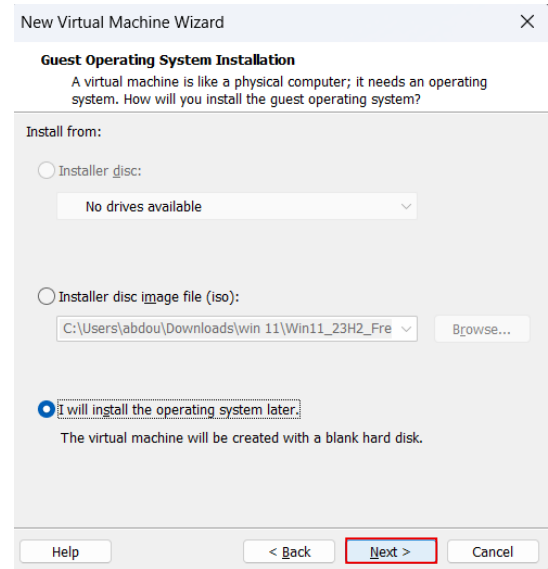 New Virtual Machine Wizard
Guest Operating System Installation
A virtual machine is like a physical computer; it needs an operating
system. How will you install the guest operating system?
Install from:
Installer disc:
No drives available
Installer disc image file (iso):
C:\Users\abdou\Downloads\win 11\Win11_23H2_Fre
Browse...
I will install the operating system later.
The virtual machine will be created with a blank hard disk.
Help
< Back
Next >
Cancel